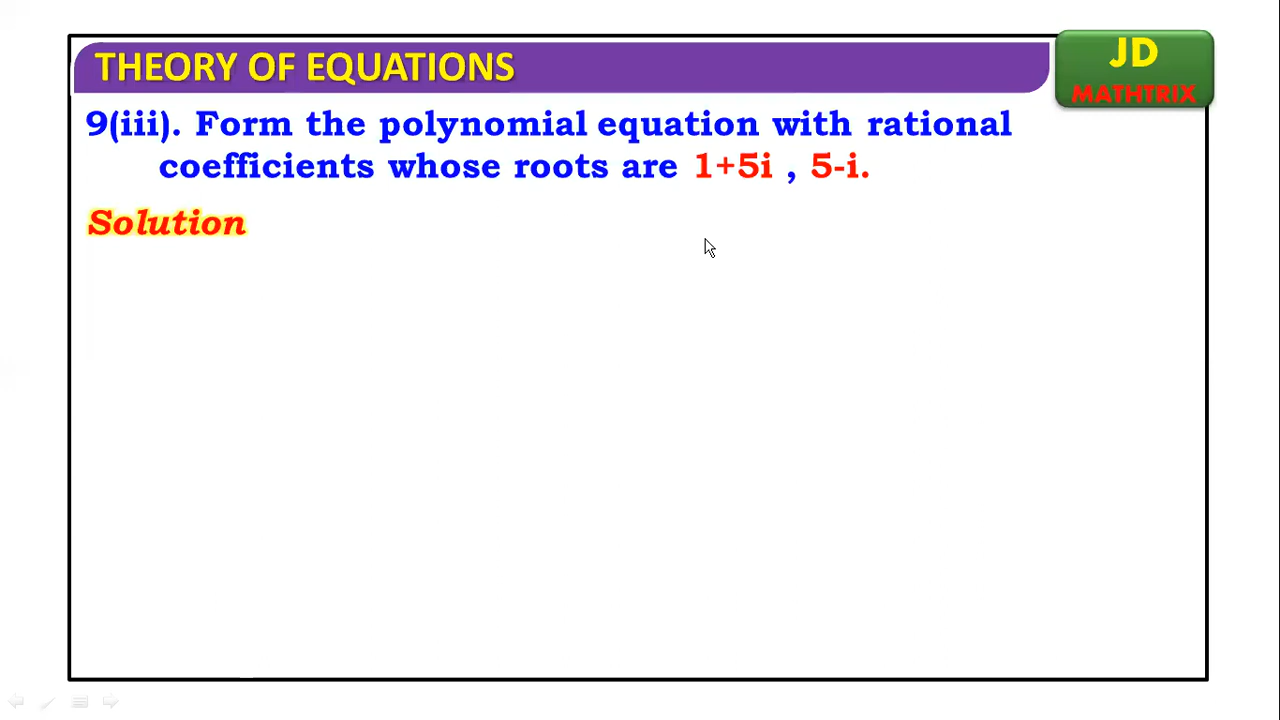 THEORY OF EQUATIONS
JD
MATHTRIX
9(iii). Form the polynomial equation with rational
coefficients whose roots are 1+5i , 5-i.
Solution